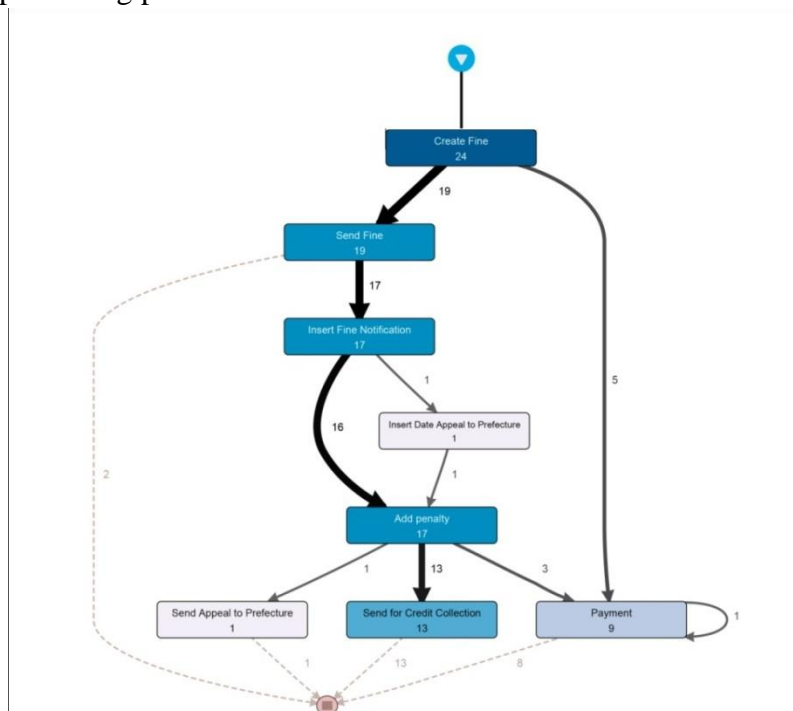 Create Fine
24
19
Send Fine
19
17
Insert Fine Notification
17
1
5
16
Insert Date Appeal to Prefecture
1
2
1
Add penalty
17
1
13
3
Send Appeal to Prefecture
1
Send for Credit Collection
13
Payment
9
1
1
13
8